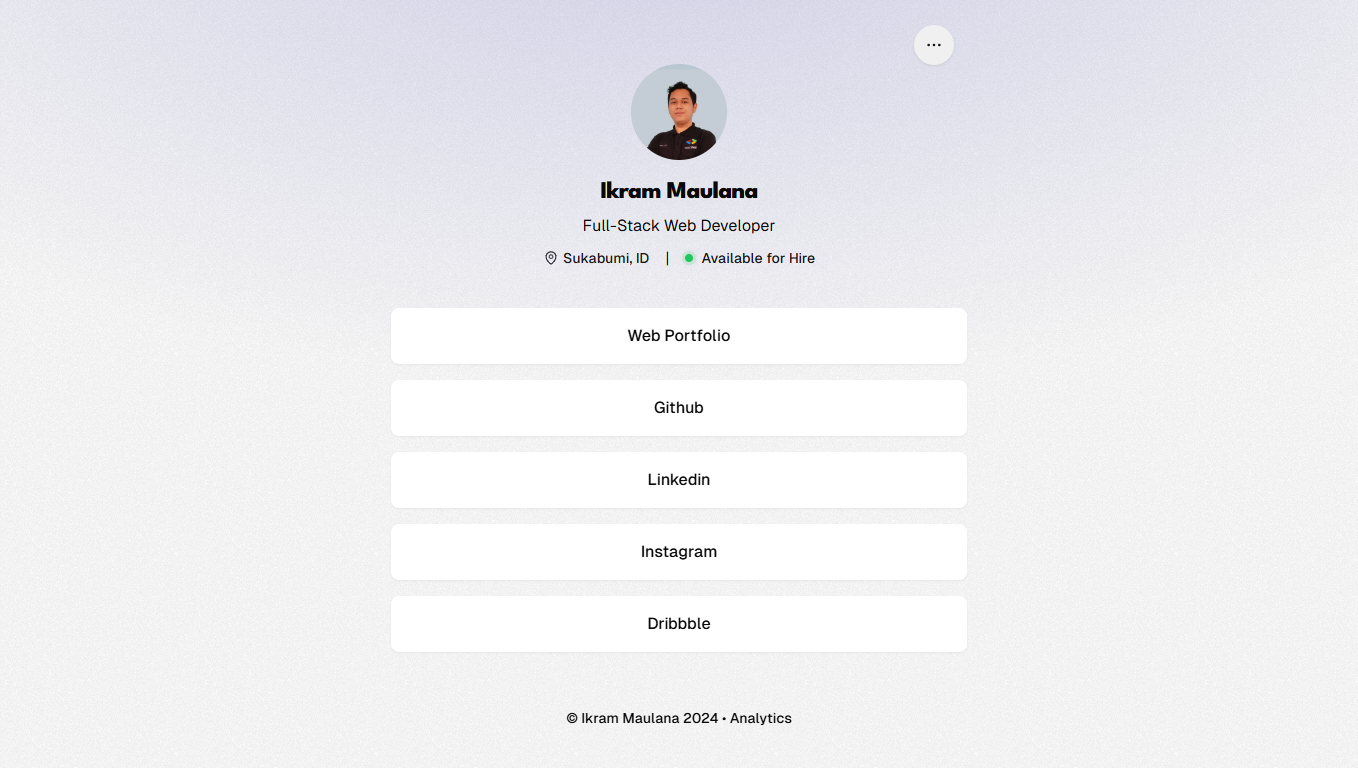 Ikram Maulana
Full-Stack Web Developer
Sukabumi, ID | Available for Hire
Web Portfolio
Github
Linkedin
Instagram
Dribbble
© Ikram Maulana 2024 • Analytics